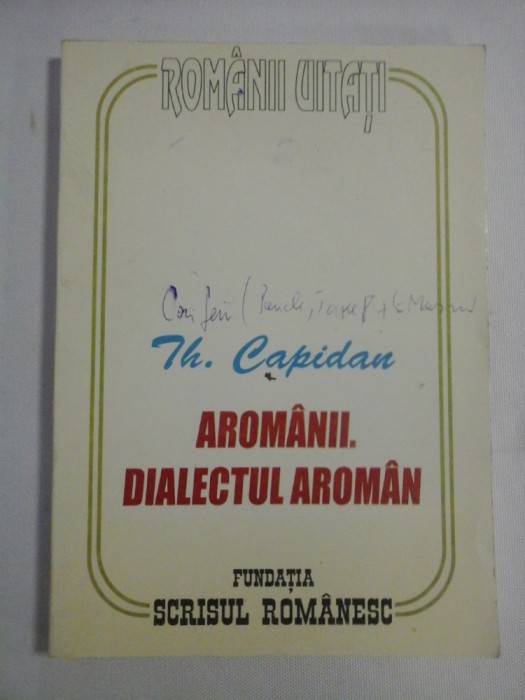 ROMÂNII UITAȚI
Th. Capidan
AROMÂNII.
DIALECTUL AROMÂN
FUNDAȚIA
SCRISUL ROMÂNESC